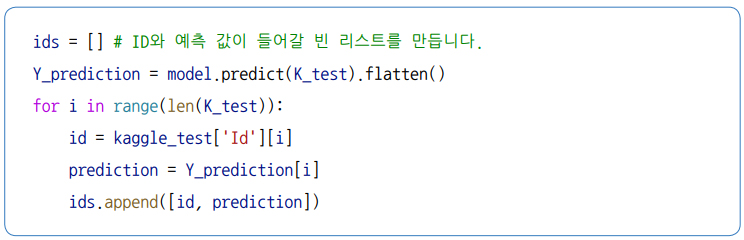 ids = [] # ID와 예측 값이 들어갈 빈 리스트를 만듭니다.
Y_prediction = model.predict(K_test).flatten()
for i in range(len(K_test)):
    id = kaggle_test['Id'][i]
    prediction = Y_prediction[i]
    ids.append([id, prediction])